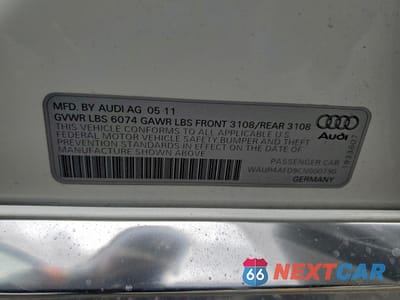 MFD. BY AUDI AG 05·11
GVWR LBS 6074 GAWR LBS FRONT 3108/REAR 3108
THIS VEHICLE CONFORMS TO ALL APPLICABLE U.S.
FEDERAL MOTOR VEHICLE SAFETY,BUMPER AND THEFT
PREVENTION STANDARDS IN EFFECT ON THE DATE OF
MANUFACTURE SHOWN ABOVE.
Audi
PASSENGER CAR
GERMANY
66 NEXTCAR